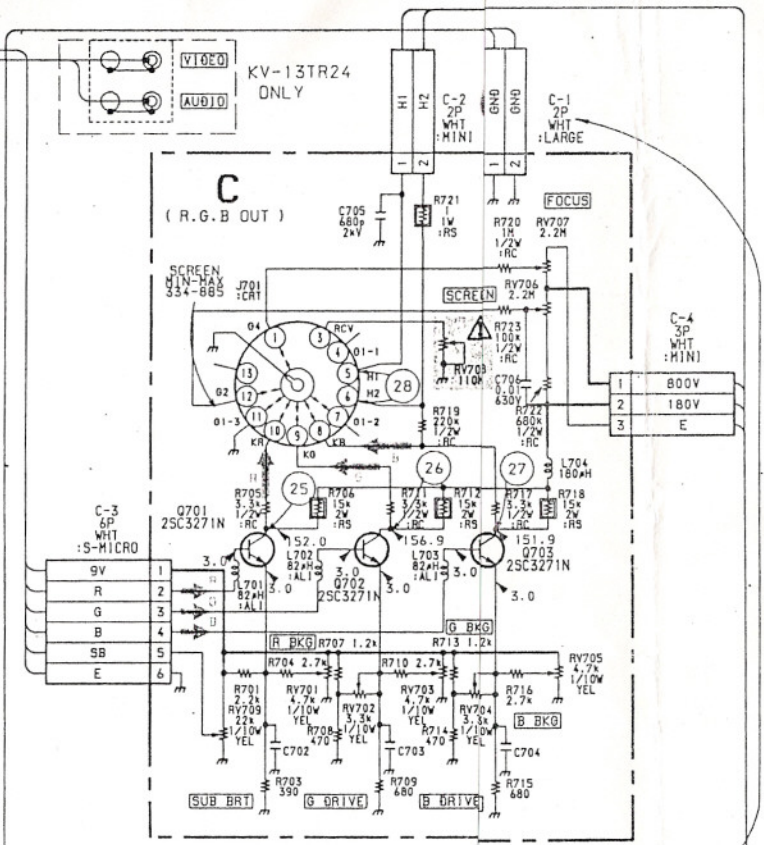 VIDEO
AUDIO
KV-13TR24
ONLY
H1
H2
GND
GND
1
2
1
2
C-2
2P
WHT
:MINI
C-1
2P
WHT
:LARGE
C
( R.G.B OUT )
C705
680p
2kV
R721
1
1W
:RS
FOCUS
R720
1M
1/2W
:RC
RV707
2.2M
SCREEN
MIN-MAX
334-885
J701
:CRT
SCREEN
RV706
2.2M
R723
100k
1/2W
:RC
RV708
110M
C706
0.01
630V
R722
680k
1/2W
:RC
C-4
3P
WHT
:MINI
1 800V
2 180V
3 E
G4
RCV
1
3
4
G1-1
5
H1
H2
6
7
G1-2
8
9
10
11
12
13
G2
G1-3
KR
KG
KB
28
R719
220k
1/2W
:RC
L704
180µH
25
26
27
R
G
B
R705
3.3k
1/2W
:RC
R706
15k
2W
:RS
R711
3.3k
1/2W
:RC
R712
15k
2W
:RS
R717
3.3k
1/2W
:RC
R718
15k
2W
:RS
C-3
6P
WHT
:S-MICRO
Q701
2SC3271N
152.0
156.9
151.9
3.0
3.0
3.0
3.0
3.0
3.0
L702
82µH
:ALI
Q702
2SC3271N
L703
82µH
:ALI
Q703
2SC3271N
L701
82µH
:ALI
9V 1
R 2
G 3
B 4
SB 5
E 6
R
G
B
R BKG
R707 1.2k
G BKG
R713 1.2k
R704 2.7k
R710 2.7k
RV705
4.7k
1/10W
YEL
R701
2.2k
RV709
22k
1/10W
YEL
RV701
4.7k
1/10W
YEL
RV702
3.3k
1/10W
YEL
RV703
4.7k
1/10W
YEL
RV704
3.3k
1/10W
YEL
R716
2.7k
B BKG
R708
470
R714
470
C702
C703
C704
R703
390
R709
680
R715
680
SUB BRT
G DRIVE
B DRIVE